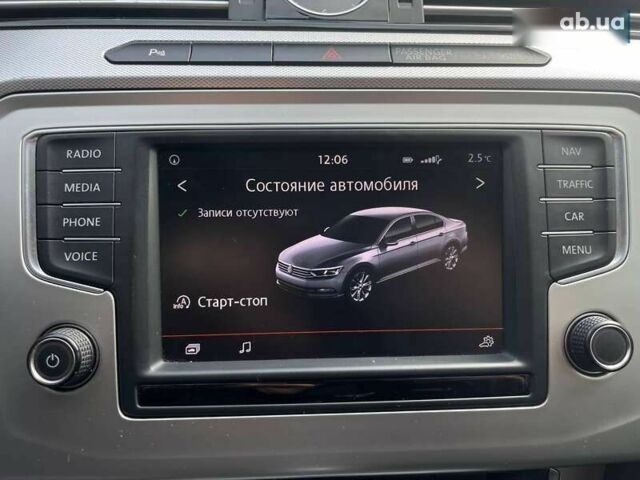 ab.ua
P
PASSENGER
AIR BAG
RADIO
MEDIA
PHONE
VOICE
12:06
2.5°C
Состояние автомобиля
Записи отсутствуют
Старт-стоп
NAV
TRAFFIC
CAR
MENU